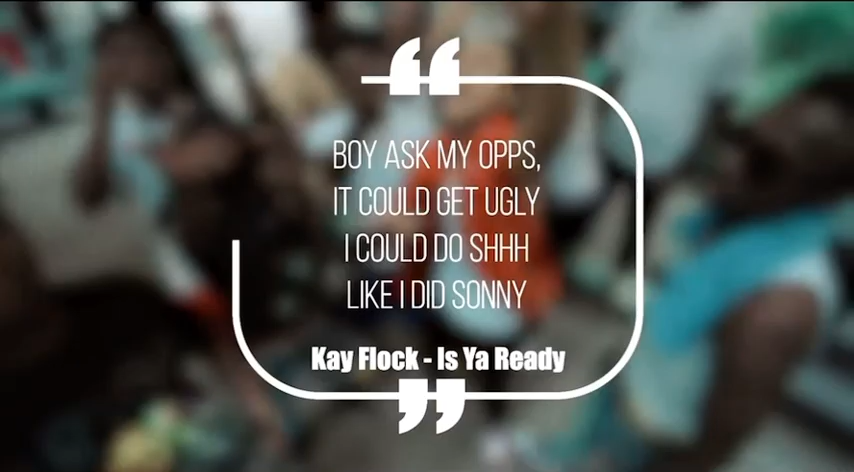 “
BOY ASK MY OPPS,
IT COULD GET UGLY
I COULD DO SHHH
LIKE I DID SONNY
Kay Flock - Is Ya Ready
”